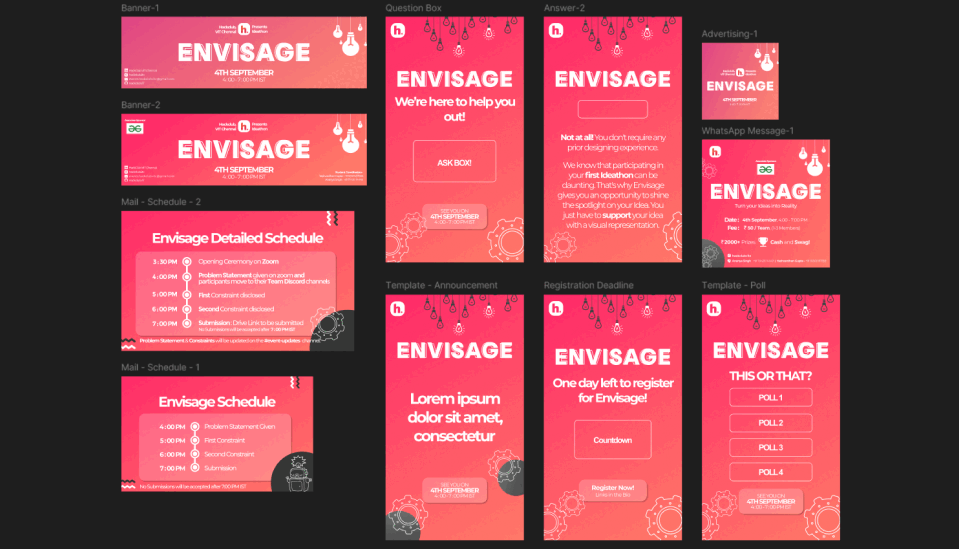 Banner-1
Hackclub,
VIT Chennai
h.
Presents
Ideathon
ENVISAGE
4TH SEPTEMBER
4:00 - 7:00 PM IST
Banner-2
Hackclub,
VIT Chennai
h.
Presents
Ideathon
ENVISAGE
4TH SEPTEMBER
4:00 - 7:00 PM IST
Mail - Schedule - 2
Envisage Detailed Schedule
3:30 PM Opening Ceremony on Zoom
4:00 PM Problem Statement given on zoom and
participants move to their Team Discord channels
5:00 PM First Constraint disclosed
6:00 PM Second Constraint disclosed
7:00 PM Submission : Drive Link to be submitted
No Submissions will be accepted after 7:00 PM IST
Problem Statement & Constraints will be updated on the #event-updates channel.
Mail - Schedule - 1
Envisage Schedule
4:00 PM Problem Statement Given
5:00 PM First Constraint
6:00 PM Second Constraint
7:00 PM Submission
No Submissions will be accepted after 7:00 PM IST
Question Box
h.
ENVISAGE
We're here to help you
out!
ASK BOX!
SEE YOU ON
4TH SEPTEMBER
4:00 - 7:00 PM IST
Answer-2
h.
ENVISAGE
Not at all! You don't require any
prior designing experience.
We know that participating in
your first Ideathon can be
daunting. That's why Envisage
gives you an opportunity to shine
the spotlight on your idea. You
just have to support your idea
with a visual representation.
Advertising-1
h.
ENVISAGE
4TH SEPTEMBER
WhatsApp Message-1
h.
ENVISAGE
Turn your Ideas into Reality
Date : 4th September 4:00 - 7:00 PM
Fee : ₹ 50 / Team
₹ 2000+ Prizes Cash and Swag!
Template - Announcement
h.
ENVISAGE
Lorem ipsum
dolor sit amet,
consectetur
SEE YOU ON
4TH SEPTEMBER
4:00 - 7:00 PM IST
Registration Deadline
h.
ENVISAGE
One day left to register
for Envisage!
Countdown
Register Now!
Links in the Bio
Template - Poll
h.
ENVISAGE
THIS OR THAT?
POLL 1
POLL 2
POLL 3
POLL 4
SEE YOU ON
4TH SEPTEMBER
4:00 - 7:00 PM IST